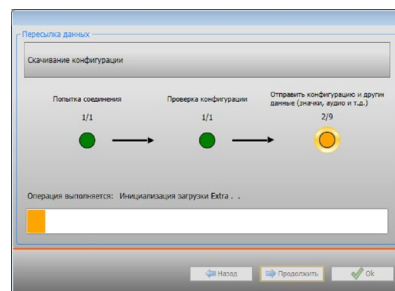 Пересылка данных
Скачивание конфигурации
Попытка соединения
Проверка конфигурации
Отправить конфигурацию и другие
данные (значки, аудио и т.д.)
1/1
1/1
2/9
Операция выполняется: Инициализация загрузки Extra . .
Назад
Продолжить
Ok